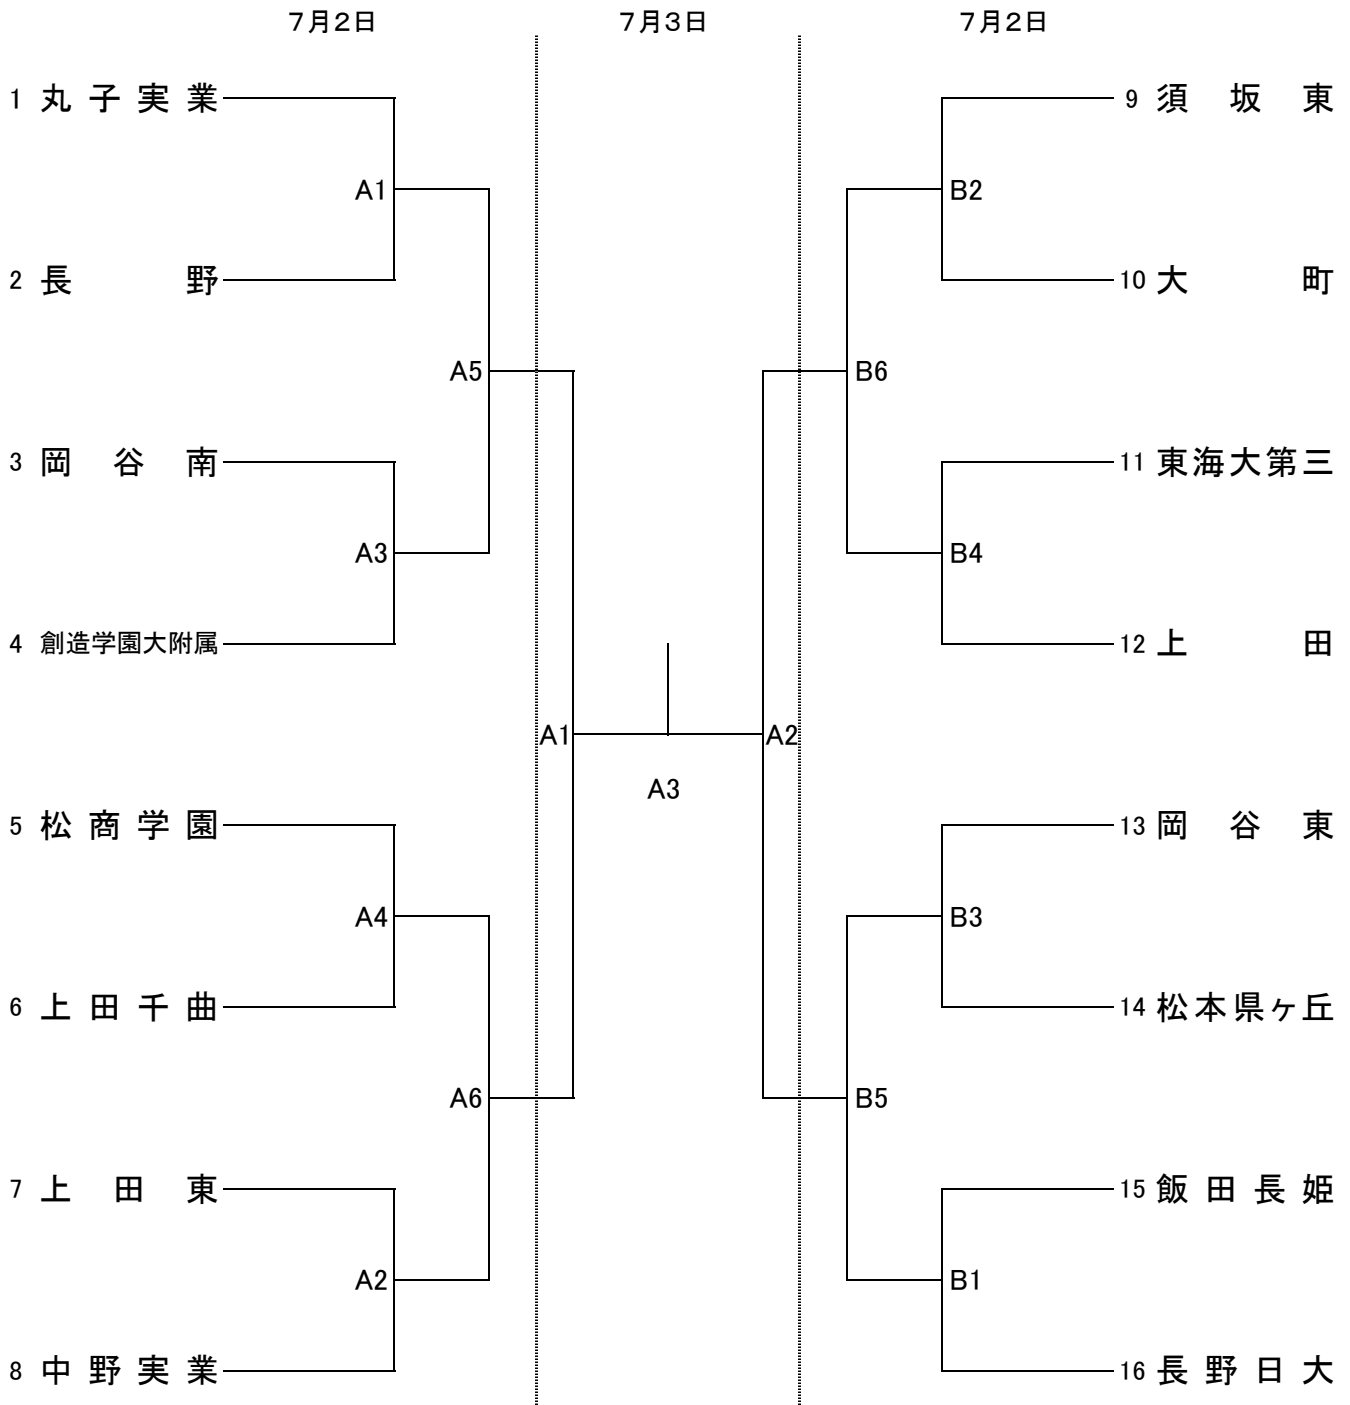 7月2日 7月3日 7月2日
1 丸子実業 9 須坂東
A1 B2
2 長野 10 大町
A5 B6
3 岡谷南 11 東海大第三
A3 B4
4 創造学園大附属 12 上田
A1 A2
A3
5 松商学園 13 岡谷東
A4 B3
6 上田千曲 14 松本県ヶ丘
A6 B5
7 上田東 15 飯田長姫
A2 B1
8 中野実業 16 長野日大